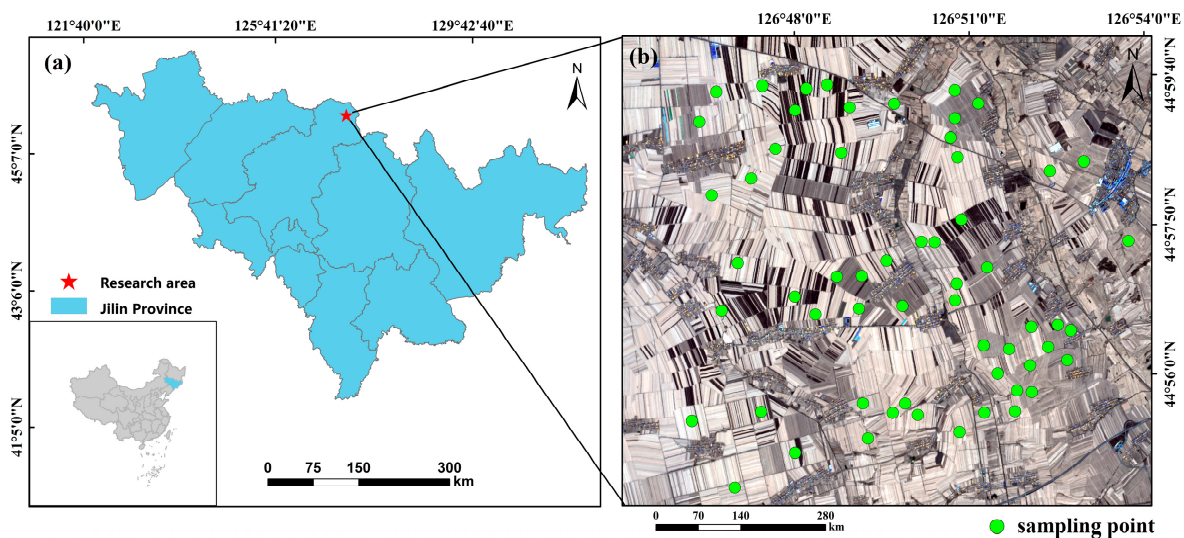 121°40'0"E 125°41'20"E 129°42'40"E
(a)
N
45°7'0"N
43°6'0"N
41°5'0"N
Research area
Jilin Province
0 75 150 300
km
126°48'0"E 126°51'0"E 126°54'0"E
(b)
N
44°59'40"N
44°57'50"N
44°56'0"N
0 70 140 280
km
sampling point